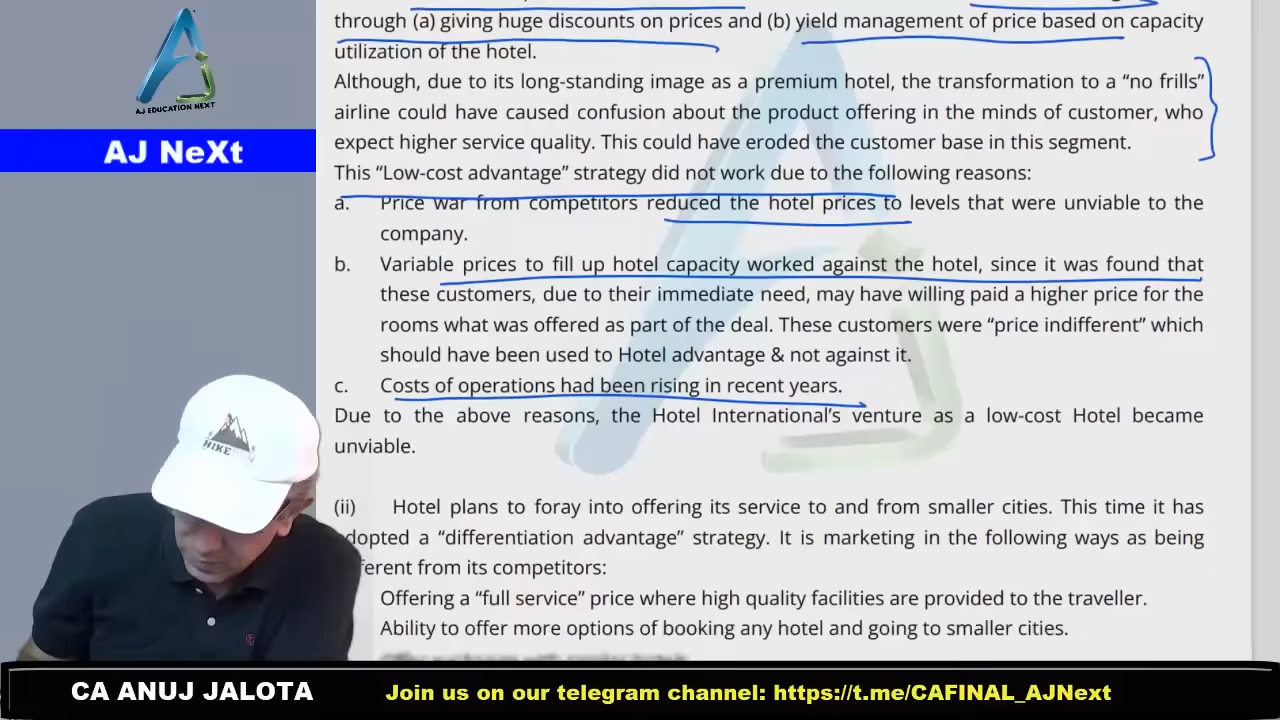 through (a) giving huge discounts on prices and (b) yield management of price based on capacity
utilization of the hotel.
Although, due to its long-standing image as a premium hotel, the transformation to a “no frills”
airline could have caused confusion about the product offering in the minds of customer, who
expect higher service quality. This could have eroded the customer base in this segment.
This “Low-cost advantage” strategy did not work due to the following reasons:
a. Price war from competitors reduced the hotel prices to levels that were unviable to the
company.
b. Variable prices to fill up hotel capacity worked against the hotel, since it was found that
these customers, due to their immediate need, may have willing paid a higher price for the
rooms what was offered as part of the deal. These customers were “price indifferent” which
should have been used to Hotel advantage & not against it.
c. Costs of operations had been rising in recent years.
Due to the above reasons, the Hotel International’s venture as a low-cost Hotel became
unviable.
(ii) Hotel plans to foray into offering its service to and from smaller cities. This time it has
adopted a “differentiation advantage” strategy. It is marketing in the following ways as being
ferent from its competitors:
Offering a “full service” price where high quality facilities are provided to the traveller.
Ability to offer more options of booking any hotel and going to smaller cities.
AJ EDUCATION NEXT
AJ NeXt
HIKE
CA ANUJ JALOTA
Join us on our telegram channel: https://t.me/CAFINAL_AJNext